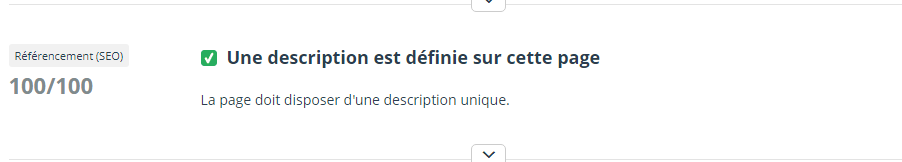 Référencement (SEO)
100/100
Une description est définie sur cette page
La page doit disposer d'une description unique.